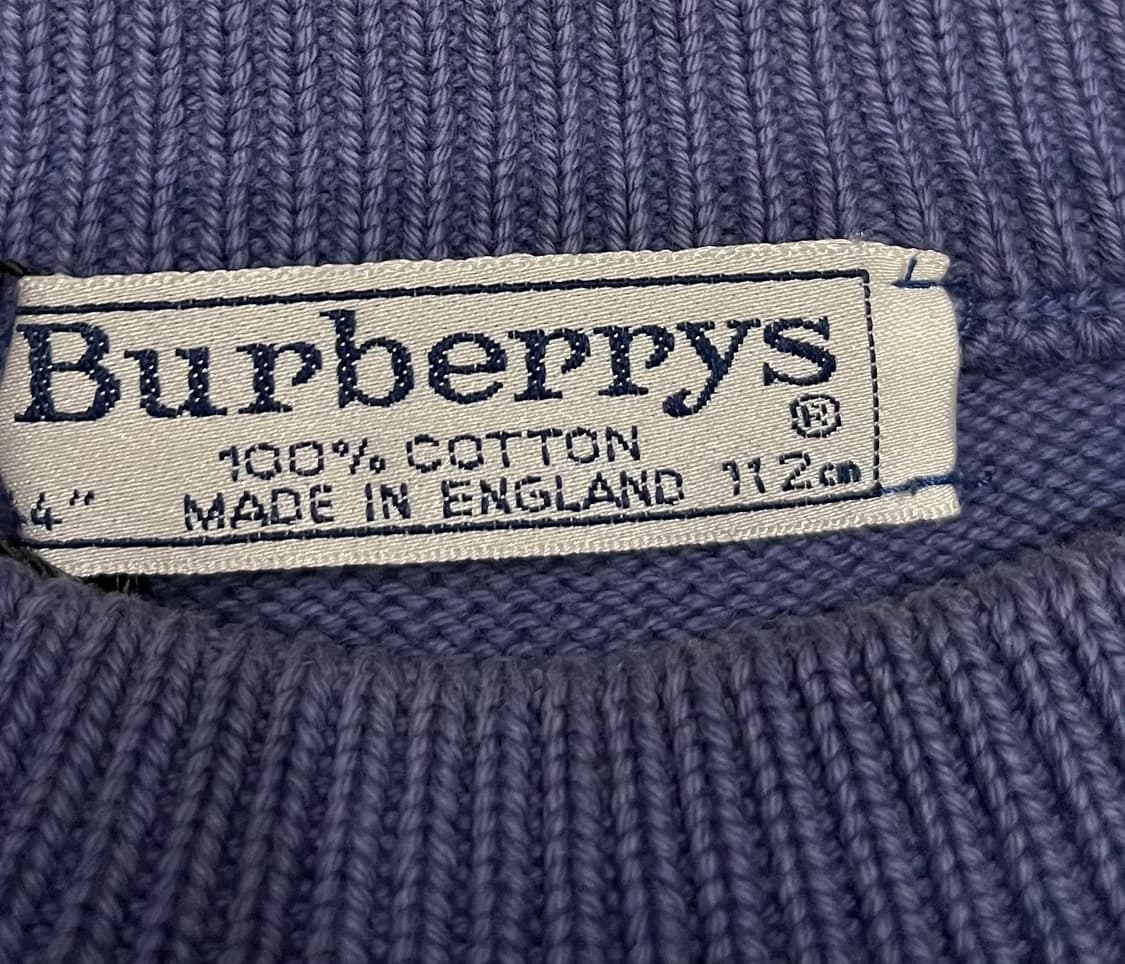 Burberrys
®
100% COTTON
4" MADE IN ENGLAND 112cm